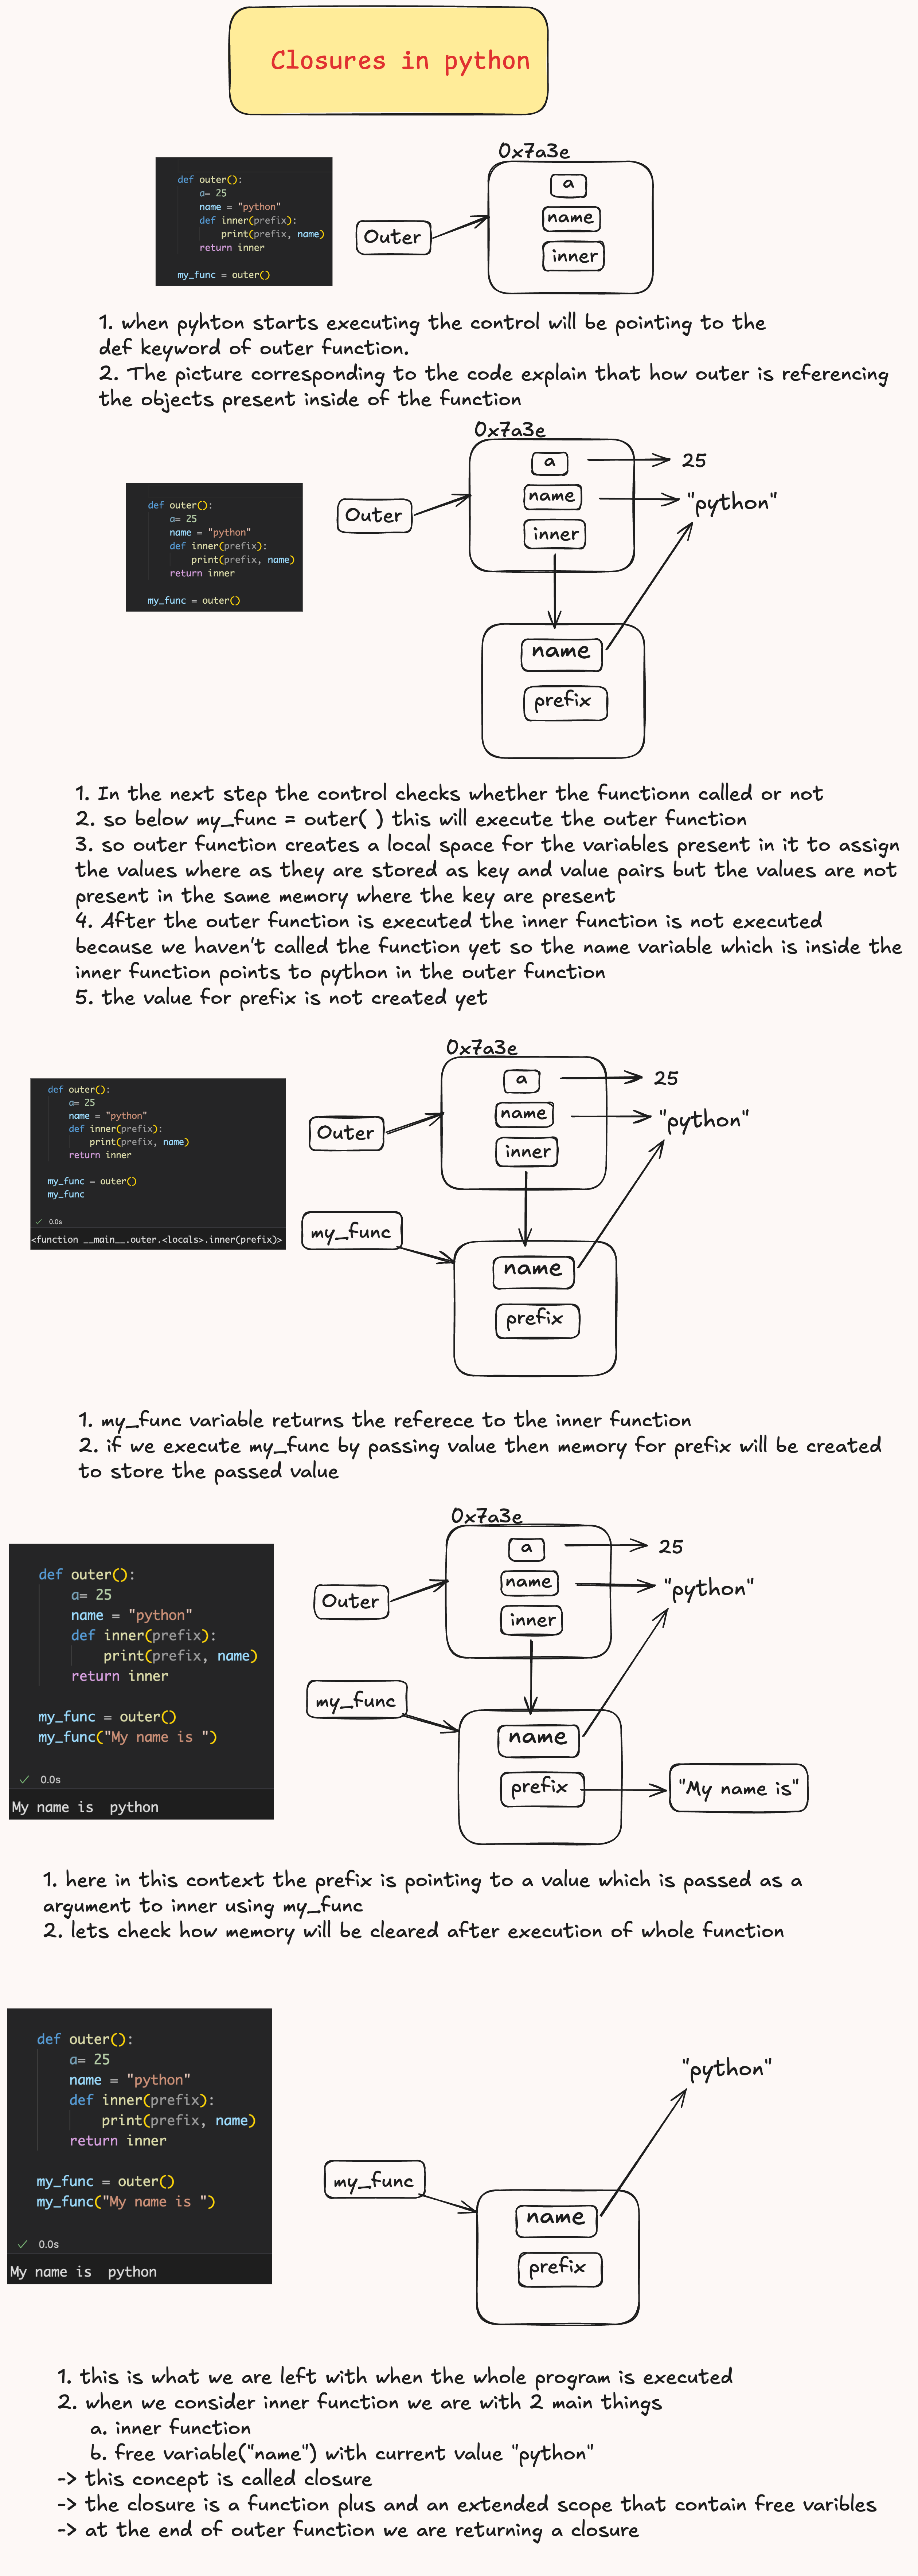 Closures in python
0x7a3e
def outer():
a= 25
name = "python"
def inner(prefix):
print(prefix, name)
return inner
my_func = outer()
Outer
a
name
inner
1. when pyhton starts executing the control will be pointing to the
def keyword of outer function.
2. The picture corresponding to the code explain that how outer is referencing
the objects present inside of the function
0x7a3e
def outer():
a= 25
name = "python"
def inner(prefix):
print(prefix, name)
return inner
my_func = outer()
Outer
a
25
name
"python"
inner
name
prefix
1. In the next step the control checks whether the functionn called or not
2. so below my_func = outer( ) this will execute the outer function
3. so outer function creates a local space for the variables present in it to assign
the values where as they are stored as key and value pairs but the values are not
present in the same memory where the key are present
4. After the outer function is executed the inner function is not executed
because we haven't called the function yet so the name variable which is inside the
inner function points to python in the outer function
5. the value for prefix is not created yet
0x7a3e
def outer():
a= 25
name = "python"
def inner(prefix):
print(prefix, name)
return inner
my_func = outer()
my_func
0.0s
<function __main__.outer.<locals>.inner(prefix)>
Outer
a
25
name
"python"
inner
my_func
name
prefix
1. my_func variable returns the referece to the inner function
2. if we execute my_func by passing value then memory for prefix will be created
to store the passed value
0x7a3e
def outer():
a= 25
name = "python"
def inner(prefix):
print(prefix, name)
return inner
my_func = outer()
my_func("My name is ")
0.0s
My name is  python
Outer
a
25
name
"python"
inner
my_func
name
prefix
"My name is"
1. here in this context the prefix is pointing to a value which is passed as a
argument to inner using my_func
2. lets check how memory will be cleared after execution of whole function
def outer():
a= 25
name = "python"
def inner(prefix):
print(prefix, name)
return inner
my_func = outer()
my_func("My name is ")
0.0s
My name is  python
"python"
my_func
name
prefix
1. this is what we are left with when the whole program is executed
2. when we consider inner function we are with 2 main things
a. inner function
b. free variable("name") with current value "python"
-> this concept is called closure
-> the closure is a function plus and an extended scope that contain free varibles
-> at the end of outer function we are returning a closure